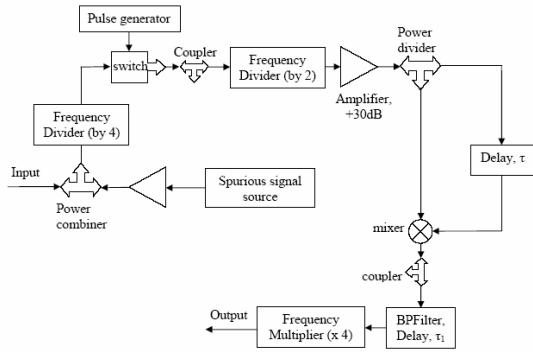 Pulse generator
switch
Coupler
Frequency
Divider (by 2)
Amplifier,
+30dB
Power
divider
Frequency
Divider (by 4)
Delay, τ
Input
Power
combiner
Spurious signal
source
mixer
coupler
Output
Frequency
Multiplier (x 4)
BPFilter,
Delay, τ₁